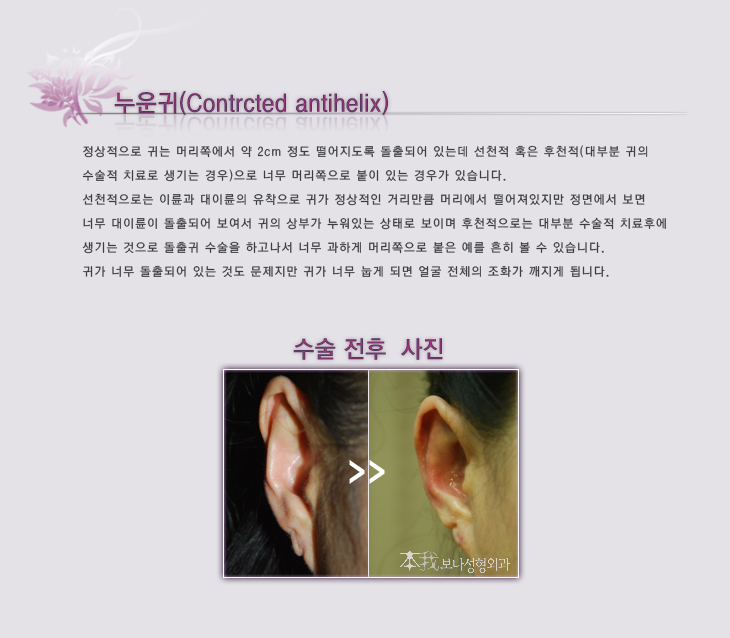 누운귀(Contrcted antihelix)
정상적으로 귀는 머리쪽에서 약 2cm 정도 떨어지도록 돌출되어 있는데 선천적 혹은 후천적(대부분 귀의
수술적 치료로 생기는 경우)으로 너무 머리쪽으로 붙이 있는 경우가 있습니다.
선천적으로는 이륜과 대이륜의 유착으로 귀가 정상적인 거리만큼 머리에서 떨어져있지만 정면에서 보면
너무 대이륜이 돌출되어 보여서 귀의 상부가 누워있는 상태로 보이며 후천적으로는 대부분 수술적 치료후에
생기는 것으로 돌출귀 수술을 하고나서 너무 과하게 머리쪽으로 붙은 예를 흔히 볼 수 있습니다.
귀가 너무 돌출되어 있는 것도 문제지만 귀가 너무 눕게 되면 얼굴 전체의 조화가 깨지게 됩니다.
수술 전후 사진
>>
本我 보나성형외과